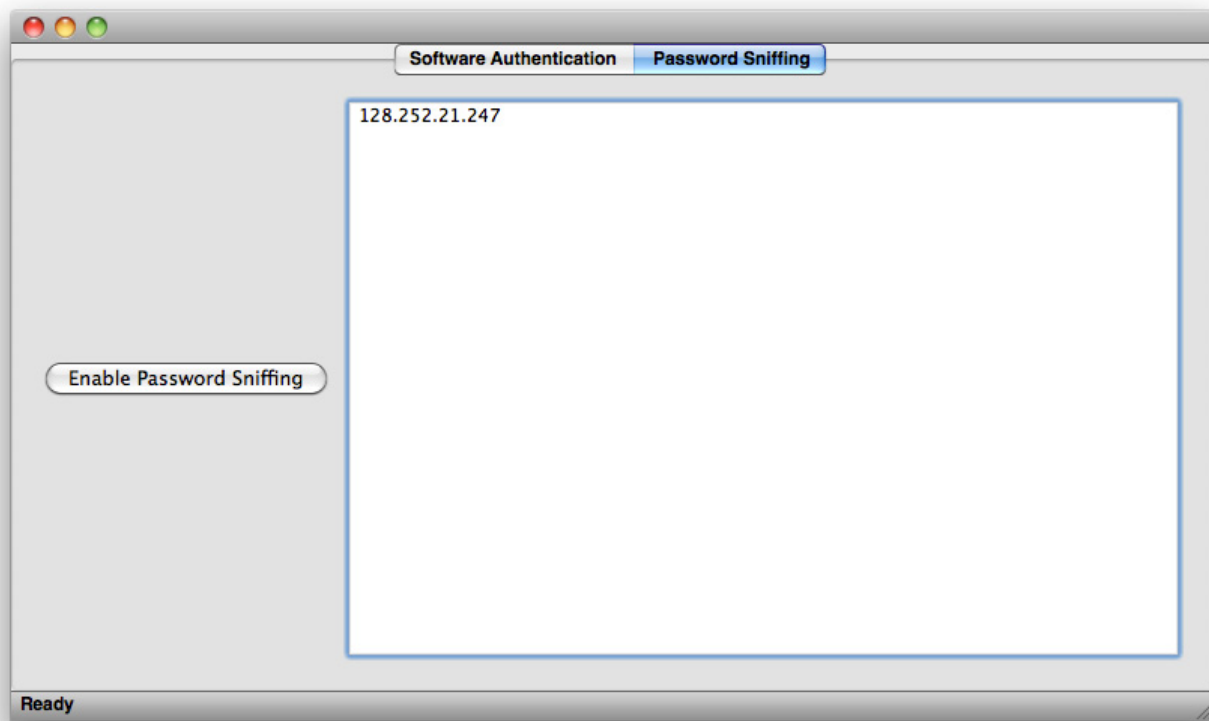 Software Authentication Password Sniffing
128.252.21.247
Enable Password Sniffing
Ready